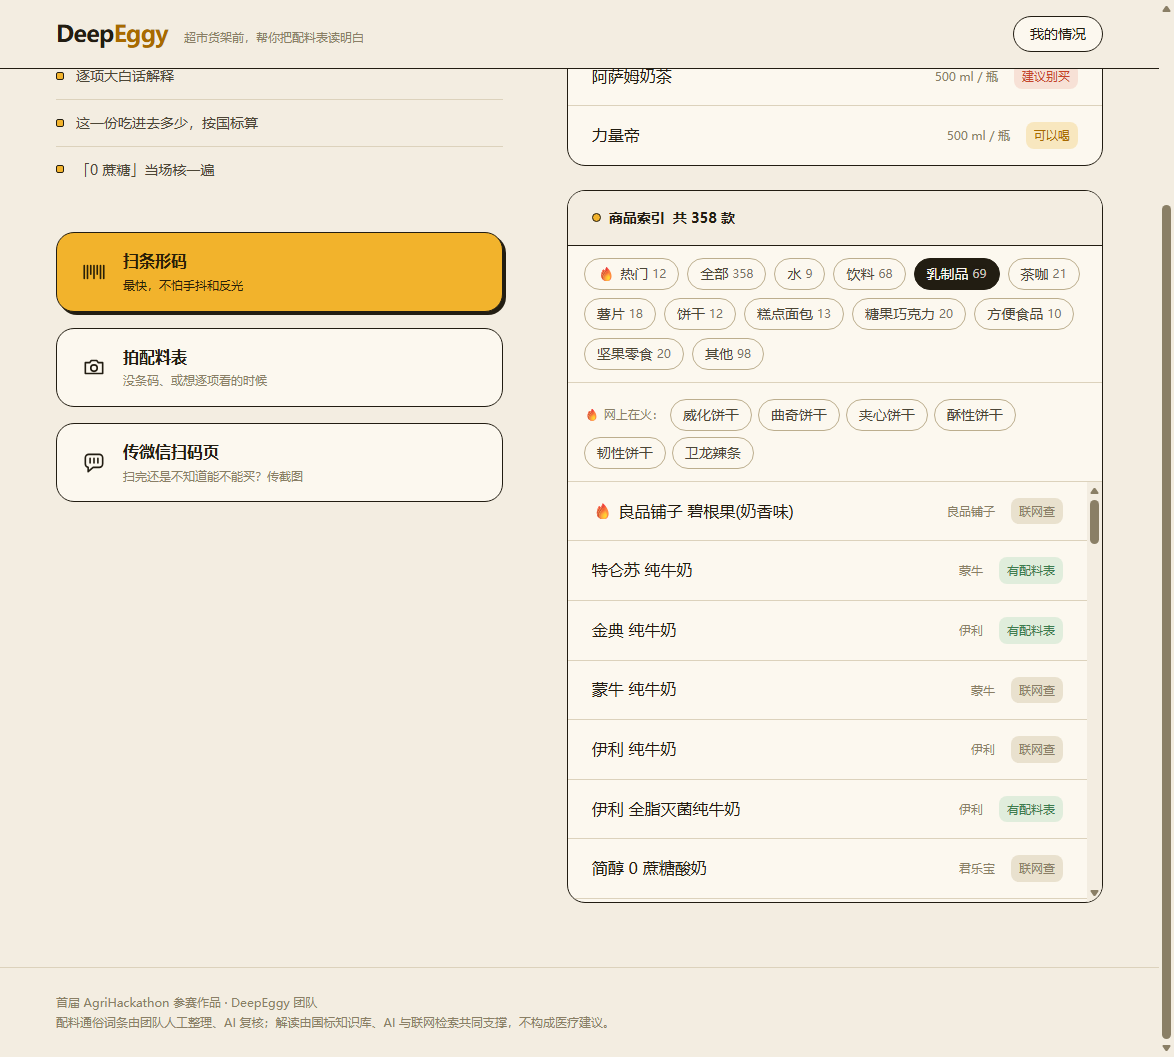 DeepEggy 超市货架前，帮你把配料表读明白
我的情况
逐项大白话解释
这一份吃进去多少，按国标算
「0 蔗糖」当场核一遍
扫条形码
最快，不怕手抖和反光
拍配料表
没条码、或想逐项看的时候
传微信扫码页
扫完还是不知道能不能买？传截图
阿萨姆奶茶 500 ml / 瓶 建议别买
力量帝 500 ml / 瓶 可以喝
商品索引 共 358 款
热门 12 全部 358 水 9 饮料 68 乳制品 69 茶咖 21
薯片 18 饼干 12 糕点面包 13 糖果巧克力 20 方便食品 10
坚果零食 20 其他 98
网上在火： 威化饼干 曲奇饼干 夹心饼干 酥性饼干
韧性饼干 卫龙辣条
良品铺子 碧根果(奶香味) 良品铺子 联网查
特仑苏 纯牛奶 蒙牛 有配料表
金典 纯牛奶 伊利 有配料表
蒙牛 纯牛奶 蒙牛 联网查
伊利 纯牛奶 伊利 联网查
伊利 全脂灭菌纯牛奶 伊利 有配料表
简醇 0 蔗糖酸奶 君乐宝 联网查
首届 AgriHackathon 参赛作品 · DeepEggy 团队
配料通俗词条由团队人工整理、AI 复核；解读由国标知识库、AI 与联网检索共同支撑，不构成医疗建议。